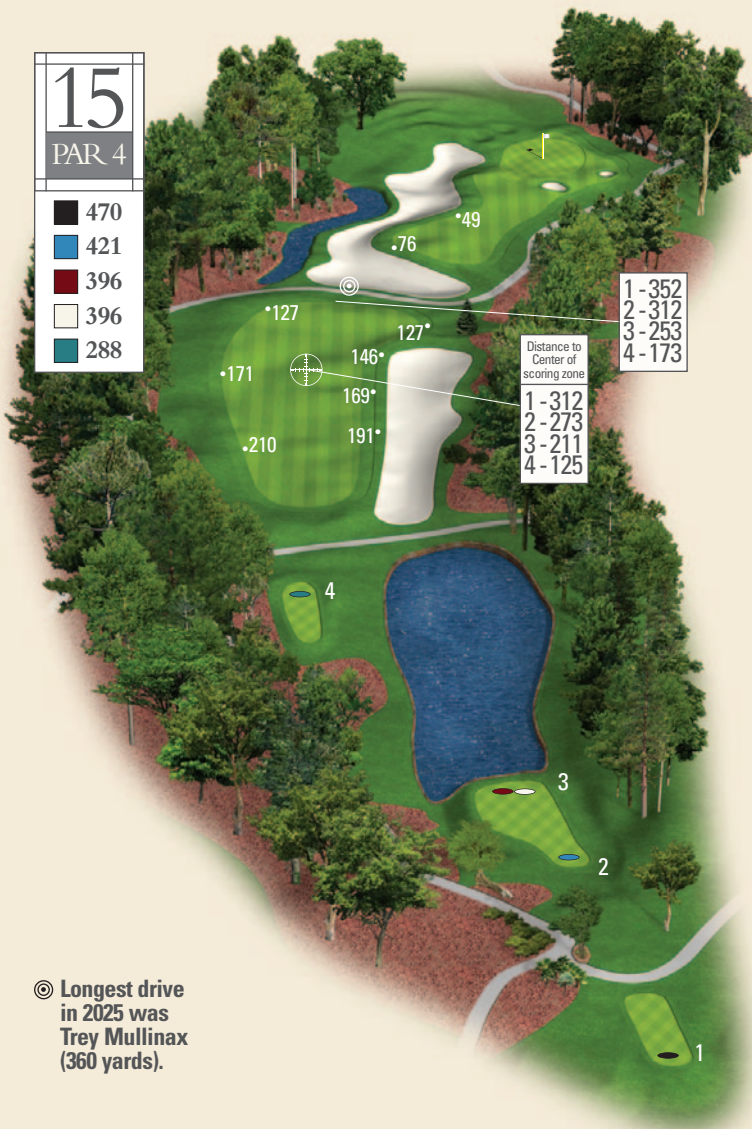 15
PAR 4
470
421
396
396
288
49
76
127
127
146
171
169
191
210
1 - 352
2 - 312
3 - 253
4 - 173
Distance to
Center of
scoring zone
1 - 312
2 - 273
3 - 211
4 - 125
4
3
2
1
Longest drive
in 2025 was
Trey Mullinax
(360 yards).